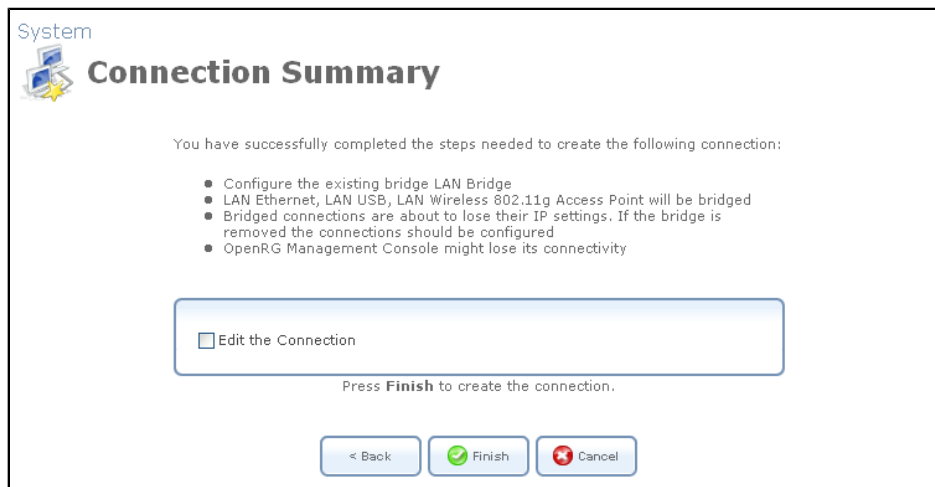 System
Connection Summary
You have successfully completed the steps needed to create the following connection:
Configure the existing bridge LAN Bridge
LAN Ethernet, LAN USB, LAN Wireless 802.11g Access Point will be bridged
Bridged connections are about to lose their IP settings. If the bridge is
removed the connections should be configured
OpenRG Management Console might lose its connectivity
Edit the Connection
Press Finish to create the connection.
< Back
Finish
Cancel